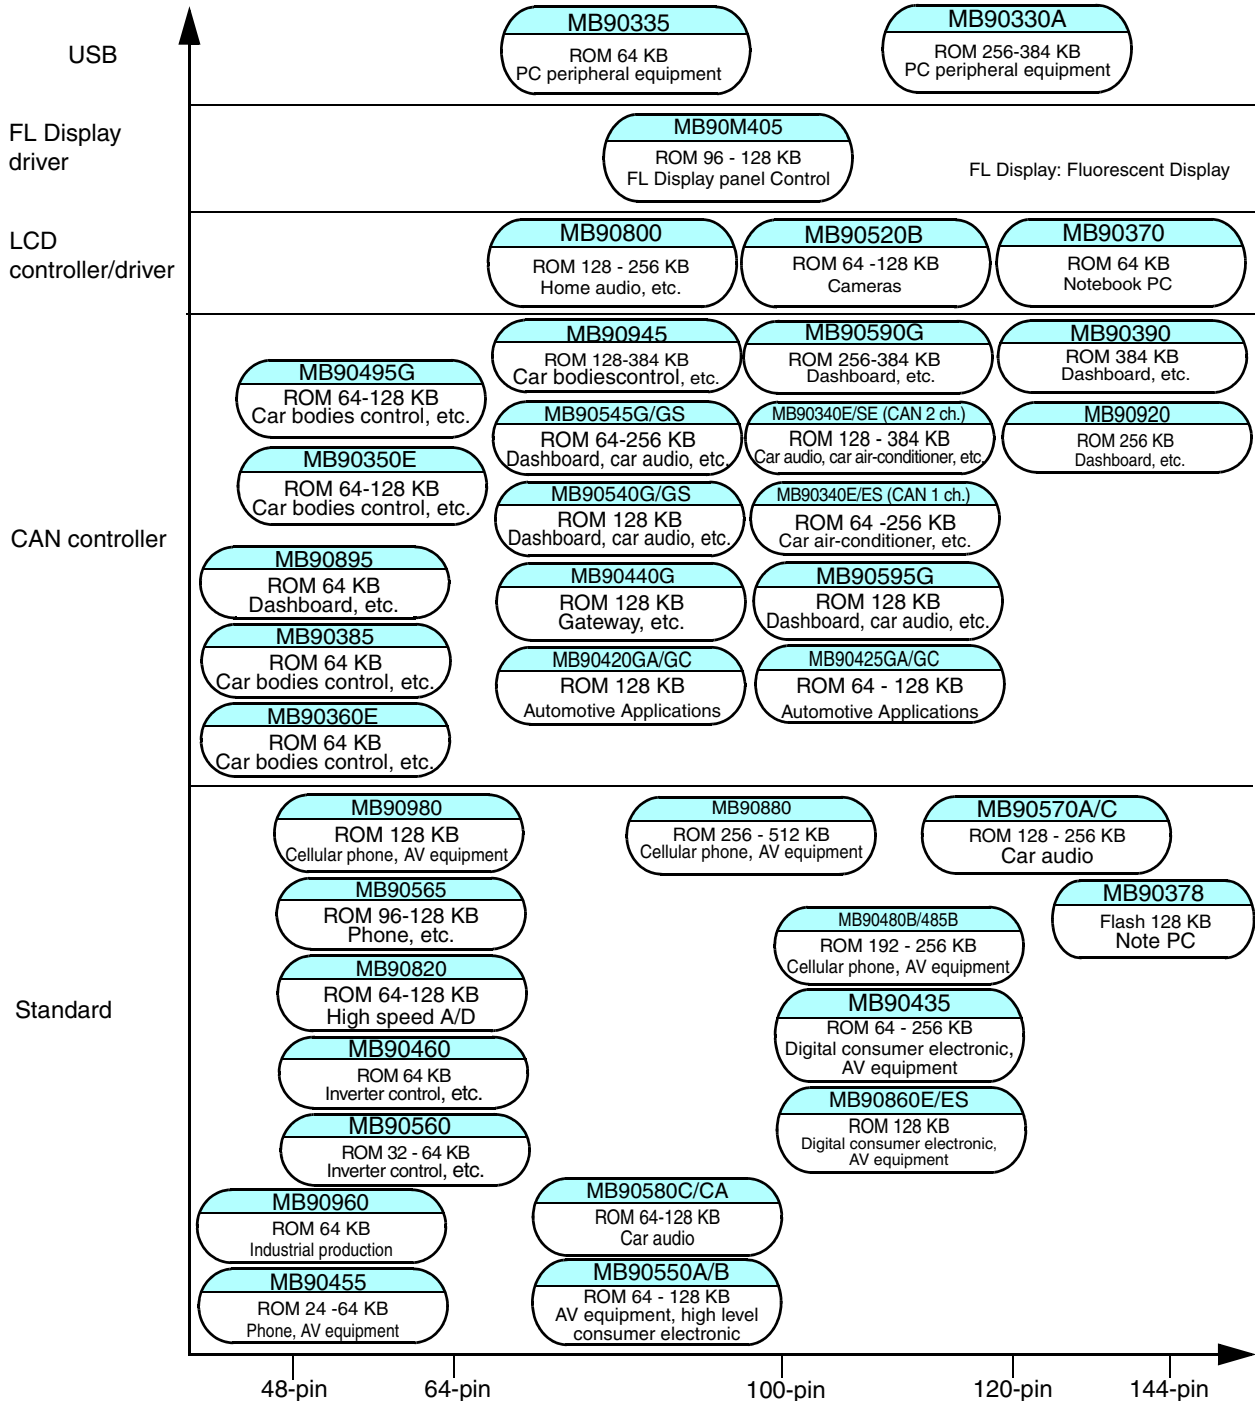 USB
MB90335
ROM 64 KB
PC peripheral equipment
MB90330A
ROM 256-384 KB
PC peripheral equipment
FL Display
driver
MB90M405
ROM 96 - 128 KB
FL Display panel Control
FL Display: Fluorescent Display
LCD
controller/driver
MB90800
ROM 128 - 256 KB
Home audio, etc.
MB90520B
ROM 64 -128 KB
Cameras
MB90370
ROM 64 KB
Notebook PC
CAN controller
MB90495G
ROM 64-128 KB
Car bodies control, etc.
MB90350E
ROM 64-128 KB
Car bodies control, etc.
MB90895
ROM 64 KB
Dashboard, etc.
MB90385
ROM 64 KB
Car bodies control, etc.
MB90360E
ROM 64 KB
Car bodies control, etc.
MB90945
ROM 128-384 KB
Car bodiescontrol, etc.
MB90545G/GS
ROM 64-256 KB
Dashboard, car audio, etc.
MB90540G/GS
ROM 128 KB
Dashboard, car audio, etc.
MB90440G
ROM 128 KB
Gateway, etc.
MB90420GA/GC
ROM 128 KB
Automotive Applications
MB90590G
ROM 256-384 KB
Dashboard, etc.
MB90340E/SE (CAN 2 ch.)
ROM 128 - 384 KB
Car audio, car air-conditioner, etc.
MB90340E/ES (CAN 1 ch.)
ROM 64 -256 KB
Car air-conditioner, etc.
MB90595G
ROM 128 KB
Dashboard, car audio, etc.
MB90425GA/GC
ROM 64 - 128 KB
Automotive Applications
MB90390
ROM 384 KB
Dashboard, etc.
MB90920
ROM 256 KB
Dashboard, etc.
Standard
MB90980
ROM 128 KB
Cellular phone, AV equipment
MB90565
ROM 96-128 KB
Phone, etc.
MB90820
ROM 64-128 KB
High speed A/D
MB90460
ROM 64 KB
Inverter control, etc.
MB90560
ROM 32 - 64 KB
Inverter control, etc.
MB90960
ROM 64 KB
Industrial production
MB90455
ROM 24 -64 KB
Phone, AV equipment
MB90880
ROM 256 - 512 KB
Cellular phone, AV equipment
MB90580C/CA
ROM 64-128 KB
Car audio
MB90550A/B
ROM 64 - 128 KB
AV equipment, high level
consumer electronic
MB90570A/C
ROM 128 - 256 KB
Car audio
MB90378
Flash 128 KB
Note PC
MB90480B/485B
ROM 192 - 256 KB
Cellular phone, AV equipment
MB90435
ROM 64 - 256 KB
Digital consumer electronic,
AV equipment
MB90860E/ES
ROM 128 KB
Digital consumer electronic,
AV equipment
48-pin
64-pin
100-pin
120-pin
144-pin